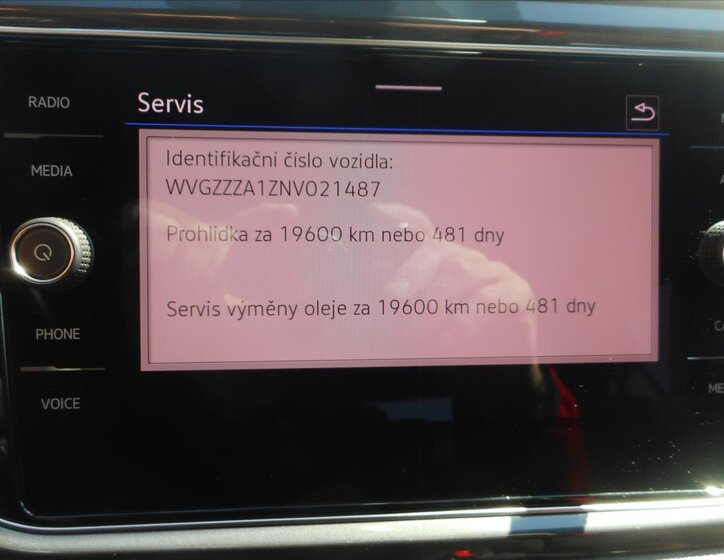 RADIO
Servis
MEDIA
Identifikační číslo vozidla:
WVGZZZA1ZNV021487
Prohlídka za 19600 km nebo 481 dny
Servis výměny oleje za 19600 km nebo 481 dny
PHONE
VOICE